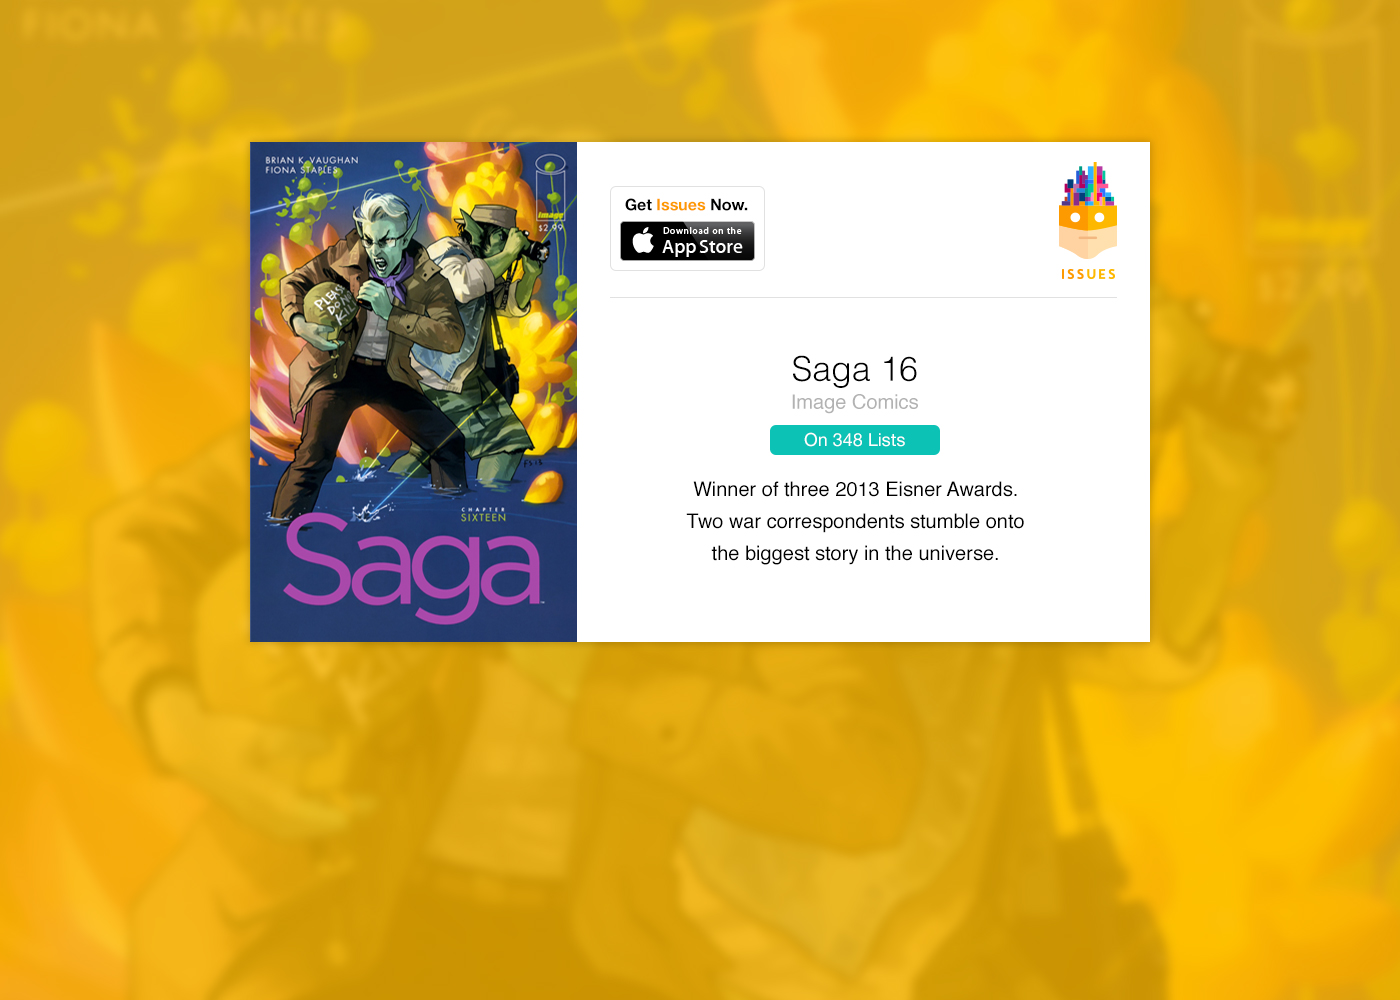 FIONA STAPLES
BRIAN K. VAUGHAN
FIONA STAPLES
image
$2.99
PLEASE
DON'T
KILL
CHAPTER
SIXTEEN
Saga
Get Issues Now.
Download on the
App Store
ISSUES
Saga 16
Image Comics
On 348 Lists
Winner of three 2013 Eisner Awards.
Two war correspondents stumble onto
the biggest story in the universe.
$2.99